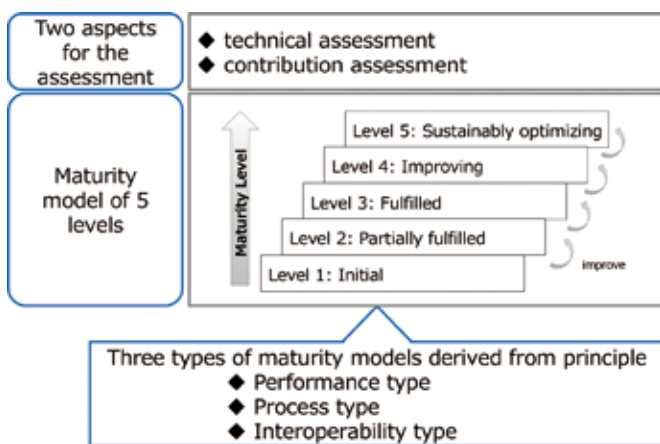 Two aspects
for the
assessment
◆ technical assessment
◆ contribution assessment
Maturity
model of 5
levels
Maturity Level
Level 5: Sustainably optimizing
Level 4: Improving
Level 3: Fulfilled
Level 2: Partially fulfilled
Level 1: Initial
improve
Three types of maturity models derived from principle
◆ Performance type
◆ Process type
◆ Interoperability type